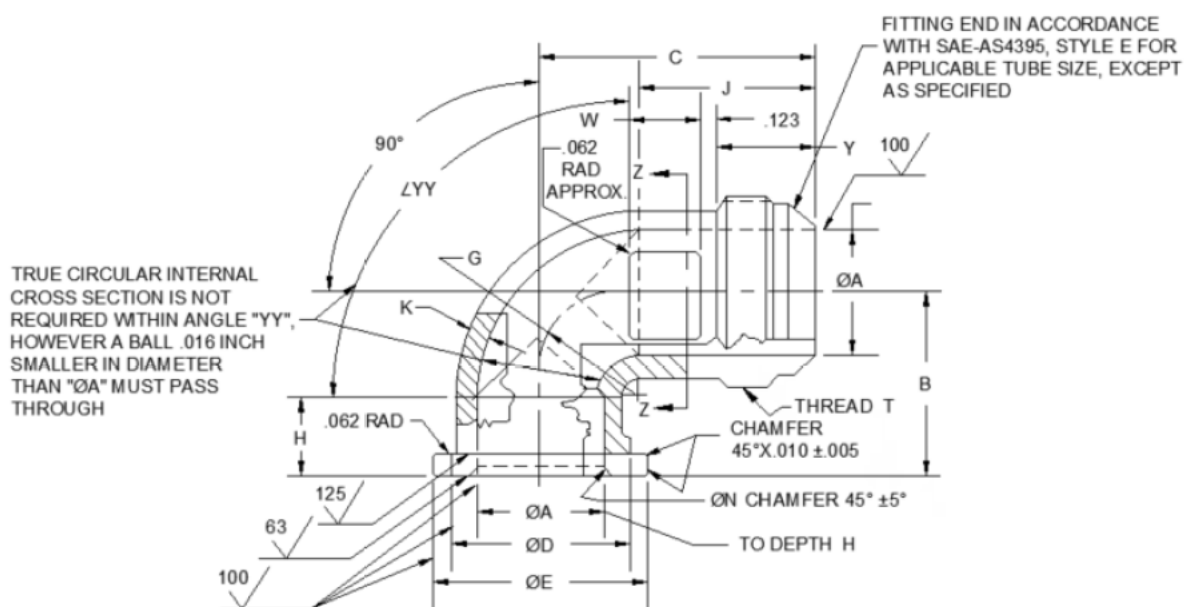 FITTING END IN ACCORDANCE
WITH SAE-AS4395, STYLE E FOR
APPLICABLE TUBE SIZE, EXCEPT
AS SPECIFIED
C
J
W
.123
Y
100
90°
∠YY
.062
RAD
APPROX.
Z
G
ØA
TRUE CIRCULAR INTERNAL
CROSS SECTION IS NOT
REQUIRED WITHIN ANGLE "YY",
HOWEVER A BALL .016 INCH
SMALLER IN DIAMETER
THAN "ØA" MUST PASS
THROUGH
K
B
H
.062 RAD
Z
THREAD T
CHAMFER
45°X.010 ±.005
125
63
100
ØA
ØD
ØE
ØN CHAMFER 45° ±5°
TO DEPTH H